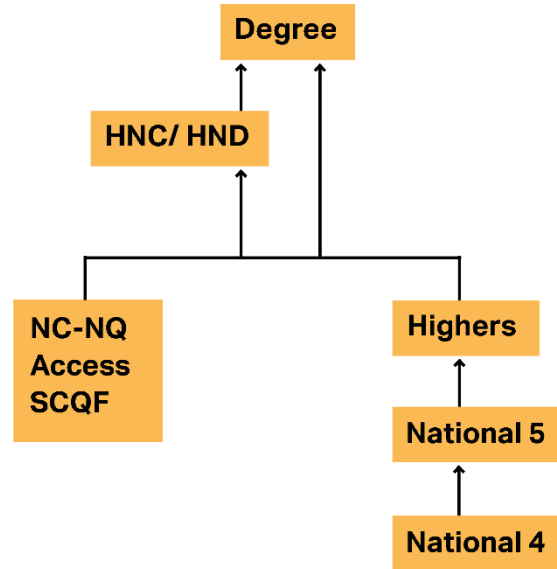 Degree
HNC/ HND
NC-NQ
Access
SCQF
Highers
National 5
National 4